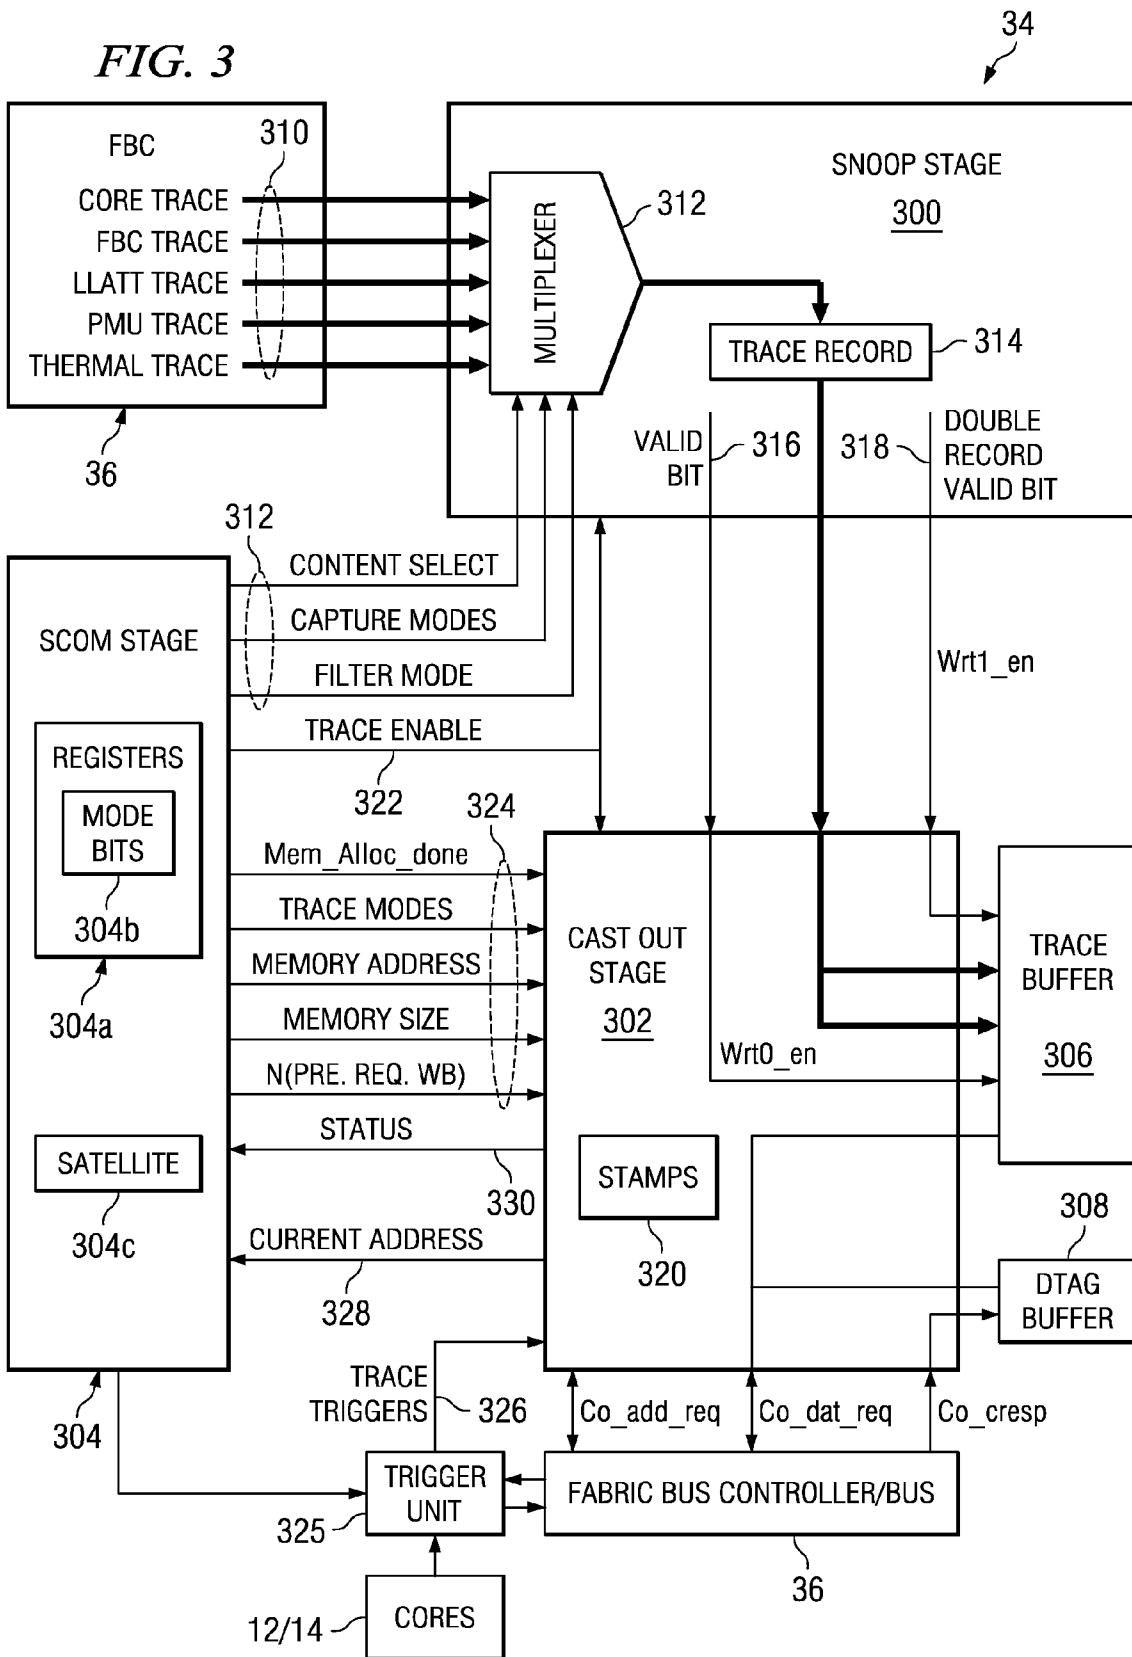 FIG. 3
34
FBC
310
CORE TRACE
FBC TRACE
LLATT TRACE
PMU TRACE
THERMAL TRACE
36
SNOOP STAGE
300
MULTIPLEXER
312
TRACE RECORD
314
VALID
BIT
316
318
DOUBLE
RECORD
VALID BIT
312
CONTENT SELECT
CAPTURE MODES
FILTER MODE
TRACE ENABLE
322
SCOM STAGE
REGISTERS
MODE
BITS
304b
304a
SATELLITE
304c
304
324
Mem_Alloc_done
TRACE MODES
MEMORY ADDRESS
MEMORY SIZE
N(PRE. REQ. WB)
STATUS
330
CURRENT ADDRESS
328
Wrt1_en
CAST OUT
STAGE
302
Wrt0_en
STAMPS
320
TRACE
BUFFER
306
308
DTAG
BUFFER
TRACE
TRIGGERS
326
Co_add_req
Co_dat_req
Co_cresp
TRIGGER
UNIT
325
FABRIC BUS CONTROLLER/BUS
36
CORES
12/14